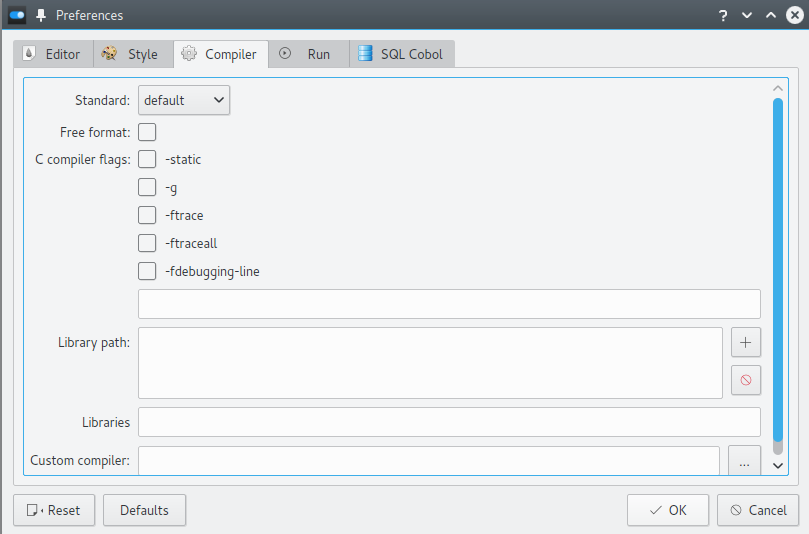 Preferences ?
Editor Style Compiler Run SQL Cobol
Standard: default
Free format:
C compiler flags: -static
-g
-ftrace
-ftraceall
-fdebugging-line
Library path:
Libraries
Custom compiler: ...
Reset Defaults OK Cancel